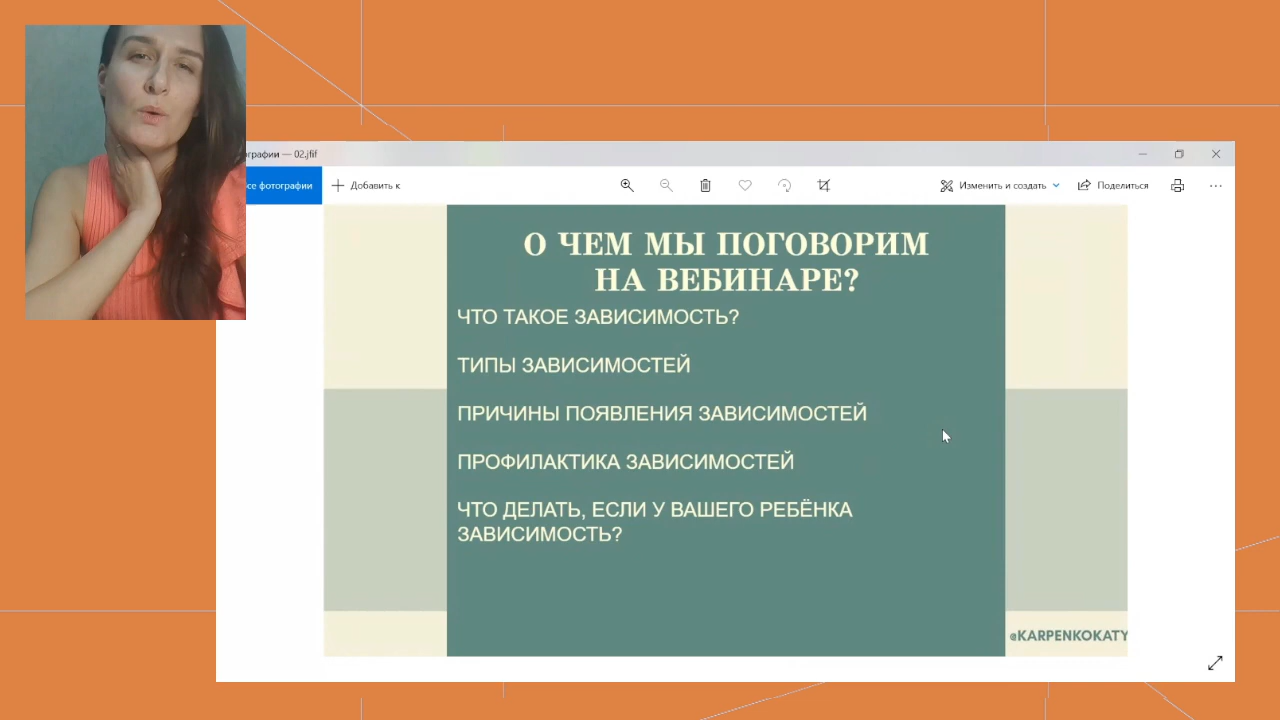 ографии — 02.jfif
се фотографии
Добавить к
Изменить и создать
Поделиться
О ЧЕМ МЫ ПОГОВОРИМ
НА ВЕБИНАРЕ?
ЧТО ТАКОЕ ЗАВИСИМОСТЬ?
ТИПЫ ЗАВИСИМОСТЕЙ
ПРИЧИНЫ ПОЯВЛЕНИЯ ЗАВИСИМОСТЕЙ
ПРОФИЛАКТИКА ЗАВИСИМОСТЕЙ
ЧТО ДЕЛАТЬ, ЕСЛИ У ВАШЕГО РЕБЁНКА
ЗАВИСИМОСТЬ?
@KARPENKOKATY